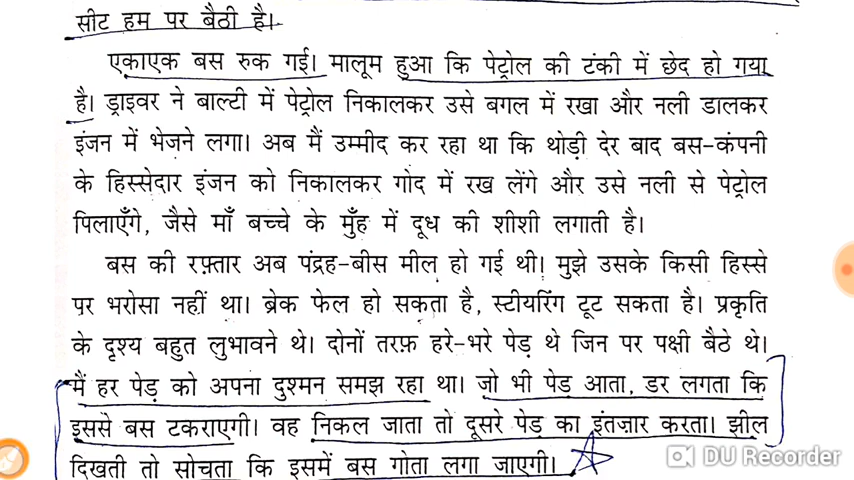 सीट हम पर बैठी है।
एकाएक बस रुक गई। मालूम हुआ कि पेट्रोल की टंकी में छेद हो गया
है। ड्राइवर ने बाल्टी में पेट्रोल निकालकर उसे बगल में रखा और नली डालकर
इंजन में भेजने लगा। अब मैं उम्मीद कर रहा था कि थोड़ी देर बाद बस-कंपनी
के हिस्सेदार इंजन को निकालकर गोद में रख लेंगे और उसे नली से पेट्रोल
पिलाएँगे, जैसे माँ बच्चे के मुँह में दूध की शीशी लगाती है।
बस की रफ़्तार अब पंद्रह-बीस मील हो गई थी। मुझे उसके किसी हिस्से
पर भरोसा नहीं था। ब्रेक फेल हो सकता है, स्टीयरिंग टूट सकता है। प्रकृति
के दृश्य बहुत लुभावने थे। दोनों तरफ़ हरे-भरे पेड़ थे जिन पर पक्षी बैठे थे।
मैं हर पेड़ को अपना दुश्मन समझ रहा था। जो भी पेड़ आता, डर लगता कि
इससे बस टकराएगी। वह निकल जाता तो दूसरे पेड़ का इंतज़ार करता। झील
दिखती तो सोचता कि इसमें बस गोता लगा जाएगी।
DU Recorder